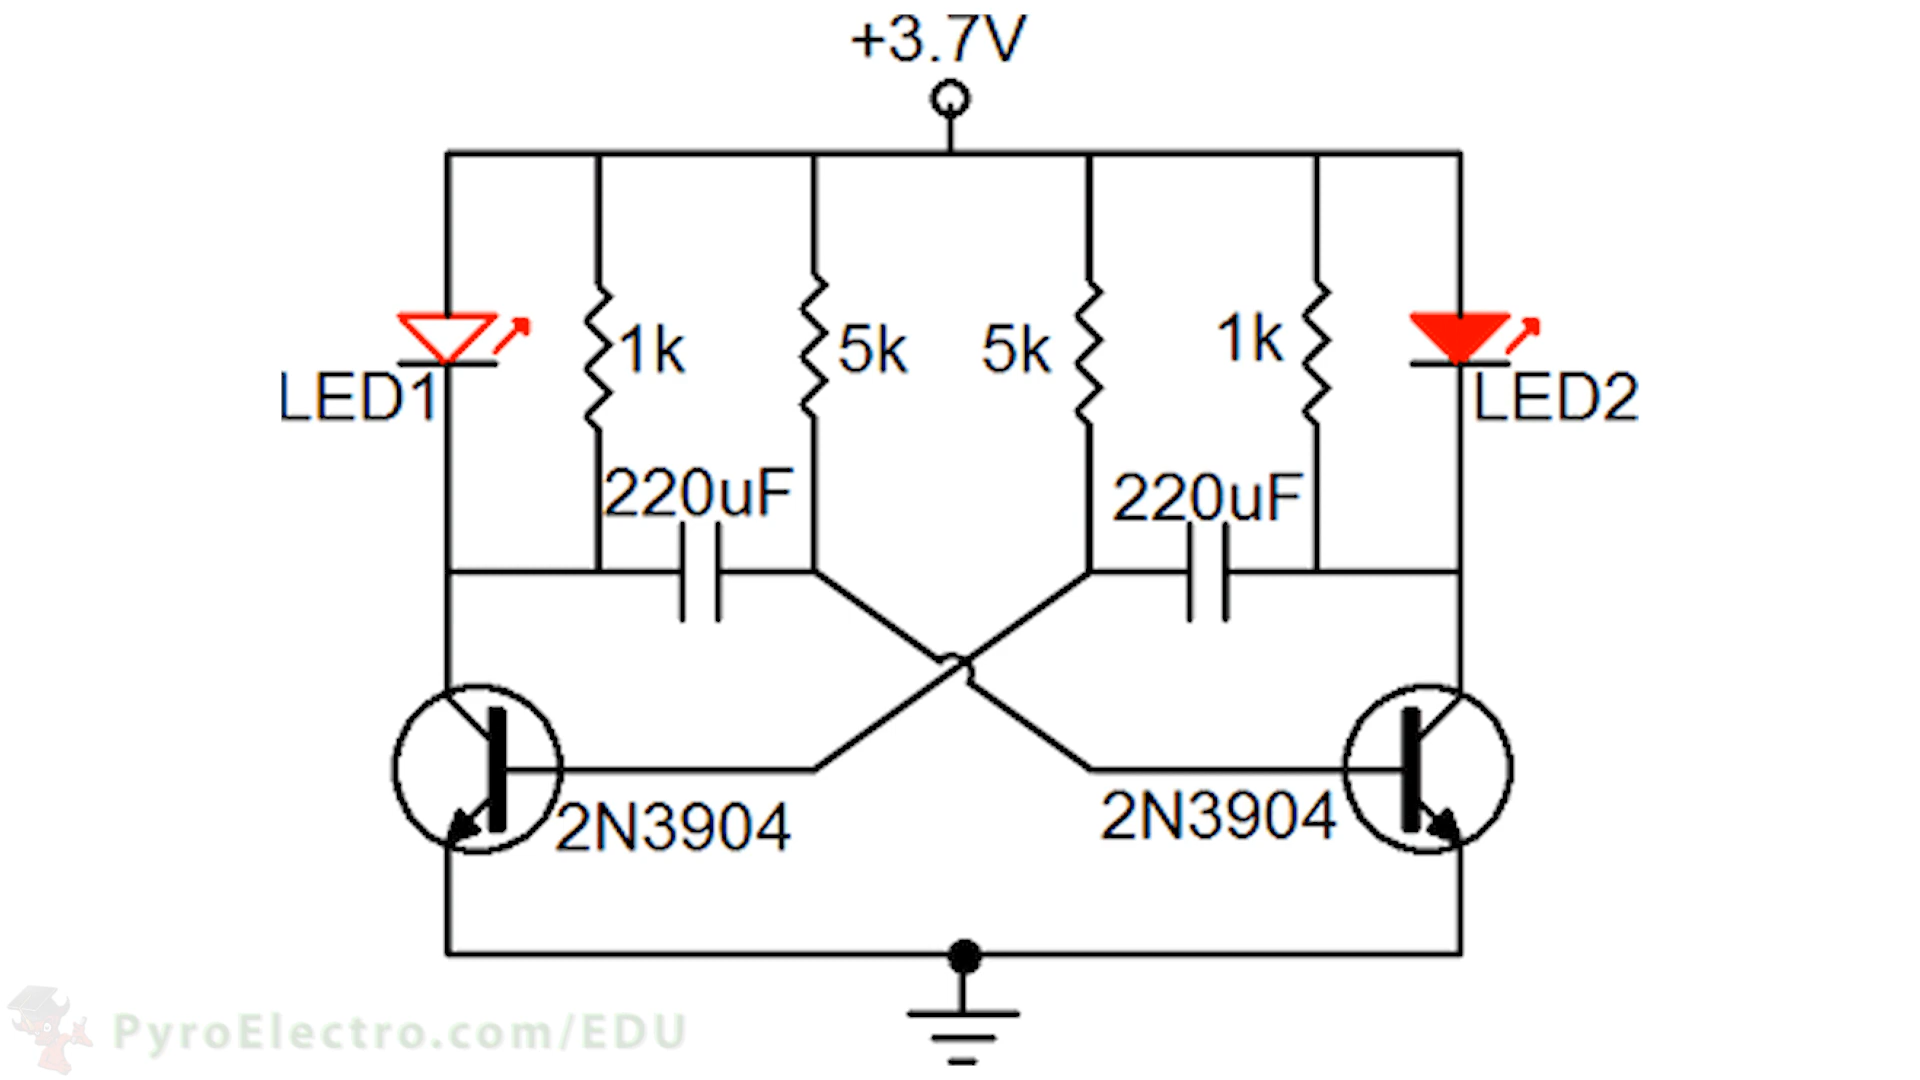 +3.7V
1k
5k
5k
1k
LED1
LED2
220uF
220uF
2N3904
2N3904
PyroElectro.com/EDU